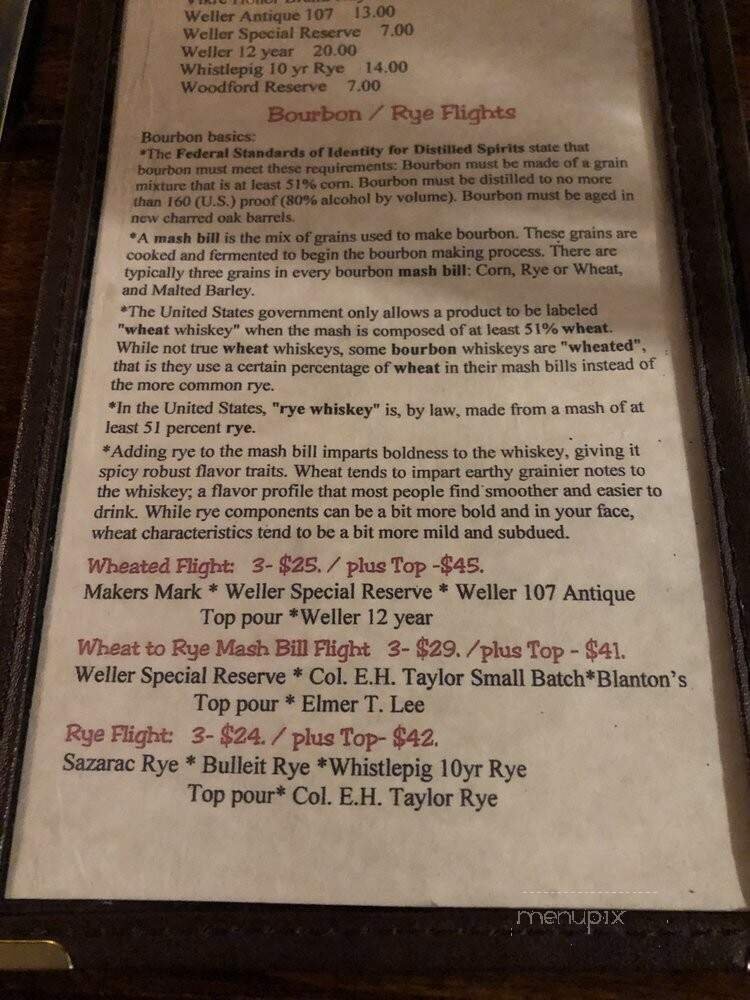 Weller Antique 107 13.00
Weller Special Reserve 7.00
Weller 12 year 20.00
Whistlepig 10 yr Rye 14.00
Woodford Reserve 7.00
Bourbon / Rye Flights
Bourbon basics:
*The Federal Standards of Identity for Distilled Spirits state that
bourbon must meet these requirements: Bourbon must be made of a grain
mixture that is at least 51% corn. Bourbon must be distilled to no more
than 160 (U.S.) proof (80% alcohol by volume). Bourbon must be aged in
new charred oak barrels.
*A mash bill is the mix of grains used to make bourbon. These grains are
cooked and fermented to begin the bourbon making process. There are
typically three grains in every bourbon mash bill: Corn, Rye or Wheat,
and Malted Barley.
*The United States government only allows a product to be labeled
"wheat whiskey" when the mash is composed of at least 51% wheat.
While not true wheat whiskeys, some bourbon whiskeys are "wheated",
that is they use a certain percentage of wheat in their mash bills instead of
the more common rye.
*In the United States, "rye whiskey" is, by law, made from a mash of at
least 51 percent rye.
*Adding rye to the mash bill imparts boldness to the whiskey, giving it
spicy robust flavor traits. Wheat tends to impart earthy grainier notes to
the whiskey; a flavor profile that most people find smoother and easier to
drink. While rye components can be a bit more bold and in your face,
wheat characteristics tend to be a bit more mild and subdued.
Wheated Flight: 3- $25. / plus Top -$45.
Makers Mark * Weller Special Reserve * Weller 107 Antique
Top pour *Weller 12 year
Wheat to Rye Mash Bill Flight 3- $29. /plus Top - $41.
Weller Special Reserve * Col. E.H. Taylor Small Batch*Blanton's
Top pour * Elmer T. Lee
Rye Flight: 3- $24. / plus Top- $42.
Sazarac Rye * Bulleit Rye *Whistlepig 10yr Rye
Top pour* Col. E.H. Taylor Rye
menupix